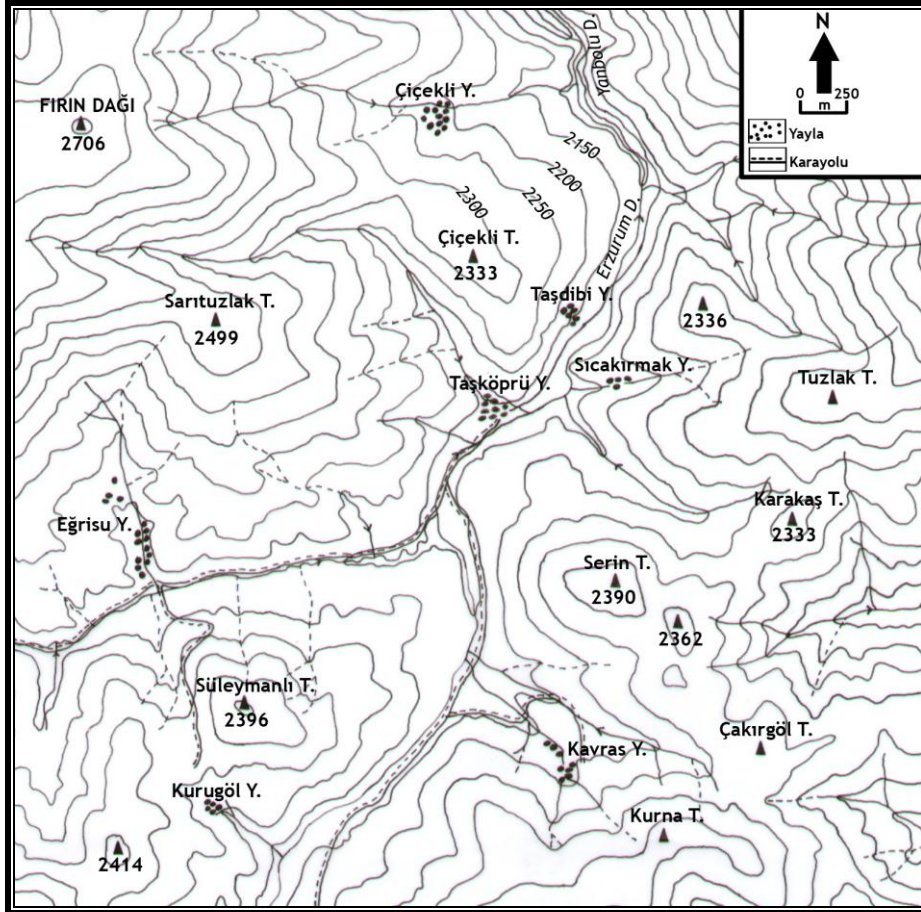 N
0 250
m
Yayla
Karayolu
Yanbolu D.
Çiçekli Y.
FIRIN DAĞI
2706
2150
2200
2250
2300
Erzurum D.
Çiçekli T.
2333
Taşdibi Y.
Sarıtuzlak T.
2499
2336
Sıcakırmak Y.
Taşköprü Y.
Tuzlak T.
Karakaş T.
2333
Eğrisu Y.
Serin T.
2390
2362
Süleymanlı T.
2396
Çakırgöl T.
Kavras Y.
Kurugöl Y.
Kurna T.
2414